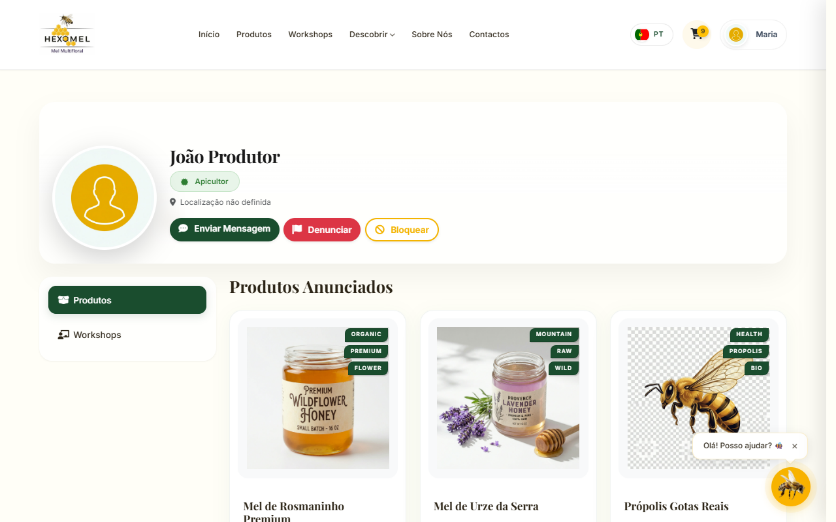 HEXOMEL
Mel Multifloral
Início
Produtos
Workshops
Descobrir
Sobre Nós
Contactos
PT
9
Maria
João Produtor
Apicultor
Localização não definida
Enviar Mensagem
Denunciar
Bloquear
Produtos
Workshops
Produtos Anunciados
ORGANIC
PREMIUM
FLOWER
PREMIUM
WILDFLOWER
HONEY
SMALL BATCH • 16 OZ
MOUNTAIN
RAW
WILD
PROVENCE
LAVENDER
HONEY
HEALTH
PROPOLIS
BIO
Olá! Posso ajudar?
×
Mel de Rosmaninho
Premium
Mel de Urze da Serra
Própolis Gotas Reais